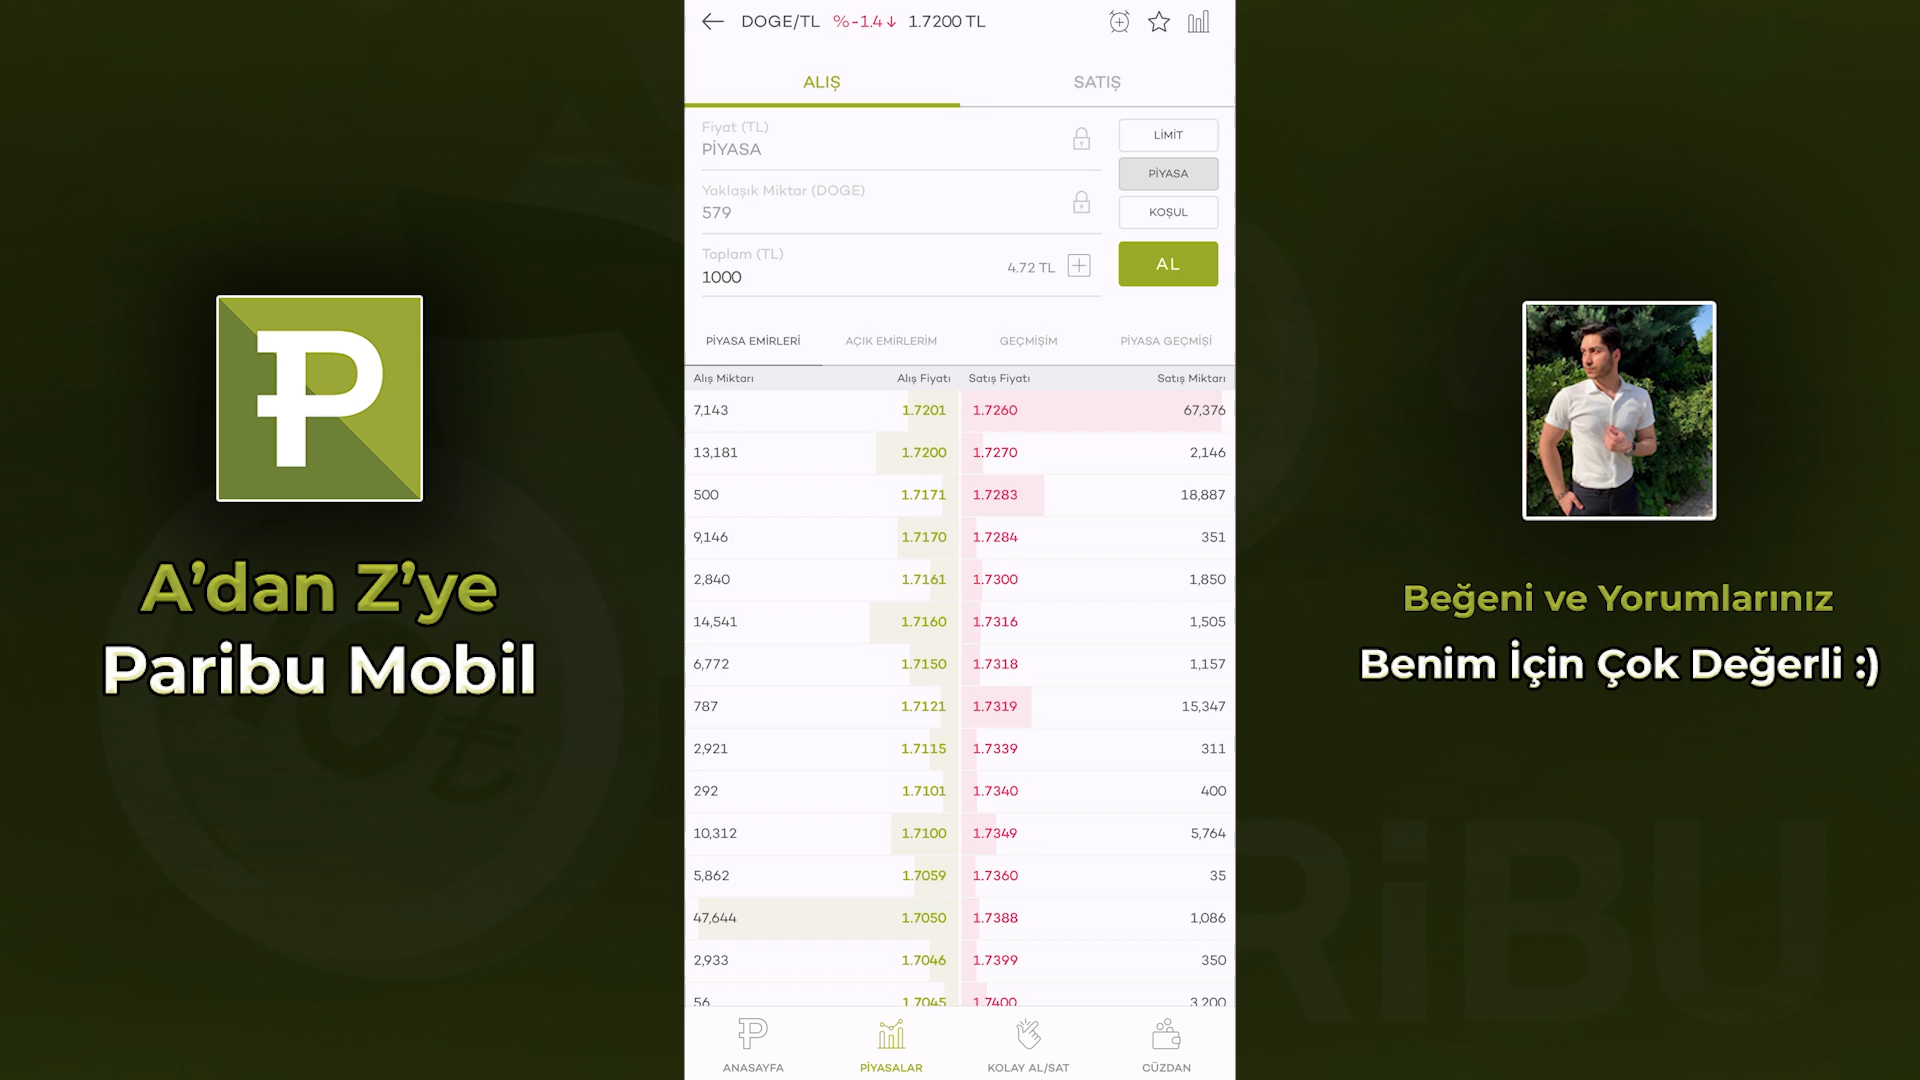 DOGE/TL %-1.4↓ 1.7200 TL
ALIŞ SATIŞ
Fiyat (TL)
PİYASA
LİMİT
PİYASA
Yaklaşık Miktar (DOGE)
579
KOŞUL
Toplam (TL)
1000
4.72 TL
AL
PİYASA EMİRLERİ AÇIK EMİRLERİM GEÇMİŞİM PİYASA GEÇMİŞİ
Alış Miktarı Alış Fiyatı Satış Fiyatı Satış Miktarı
7,143 1.7201 1.7260 67,376
13,181 1.7200 1.7270 2,146
500 1.7171 1.7283 18,887
9,146 1.7170 1.7284 351
2,840 1.7161 1.7300 1,850
14,541 1.7160 1.7316 1,505
6,772 1.7150 1.7318 1,157
787 1.7121 1.7319 15,347
2,921 1.7115 1.7339 311
292 1.7101 1.7340 400
10,312 1.7100 1.7349 5,764
5,862 1.7059 1.7360 35
47,644 1.7050 1.7388 1,086
2,933 1.7046 1.7399 350
56 1.7045 1.7400 3,200
ANASAYFA PİYASALAR KOLAY AL/SAT CÜZDAN
A’dan Z’ye
Paribu Mobil
Beğeni ve Yorumlarınız
Benim İçin Çok Değerli :)
RiBU